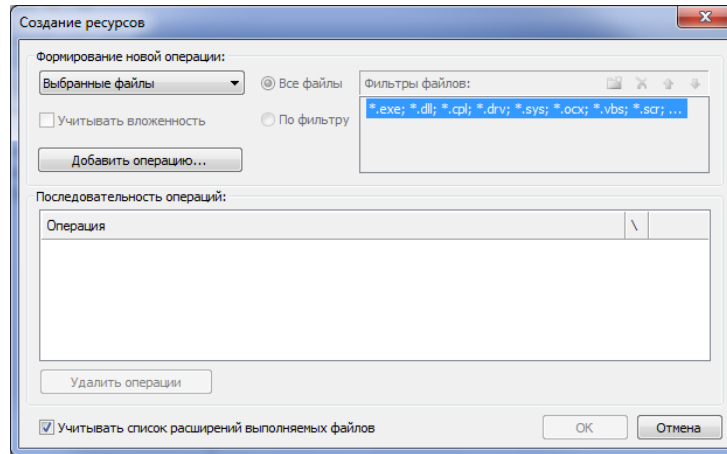 Создание ресурсов
Формирование новой операции:
Выбранные файлы
Все файлы
Фильтры файлов:
*.exe; *.dll; *.cpl; *.drv; *.sys; *.ocx; *.vbs; *.scr; ...
Учитывать вложенность
По фильтру
Добавить операцию...
Последовательность операций:
Операция \
Удалить операции
Учитывать список расширений выполняемых файлов
OK
Отмена